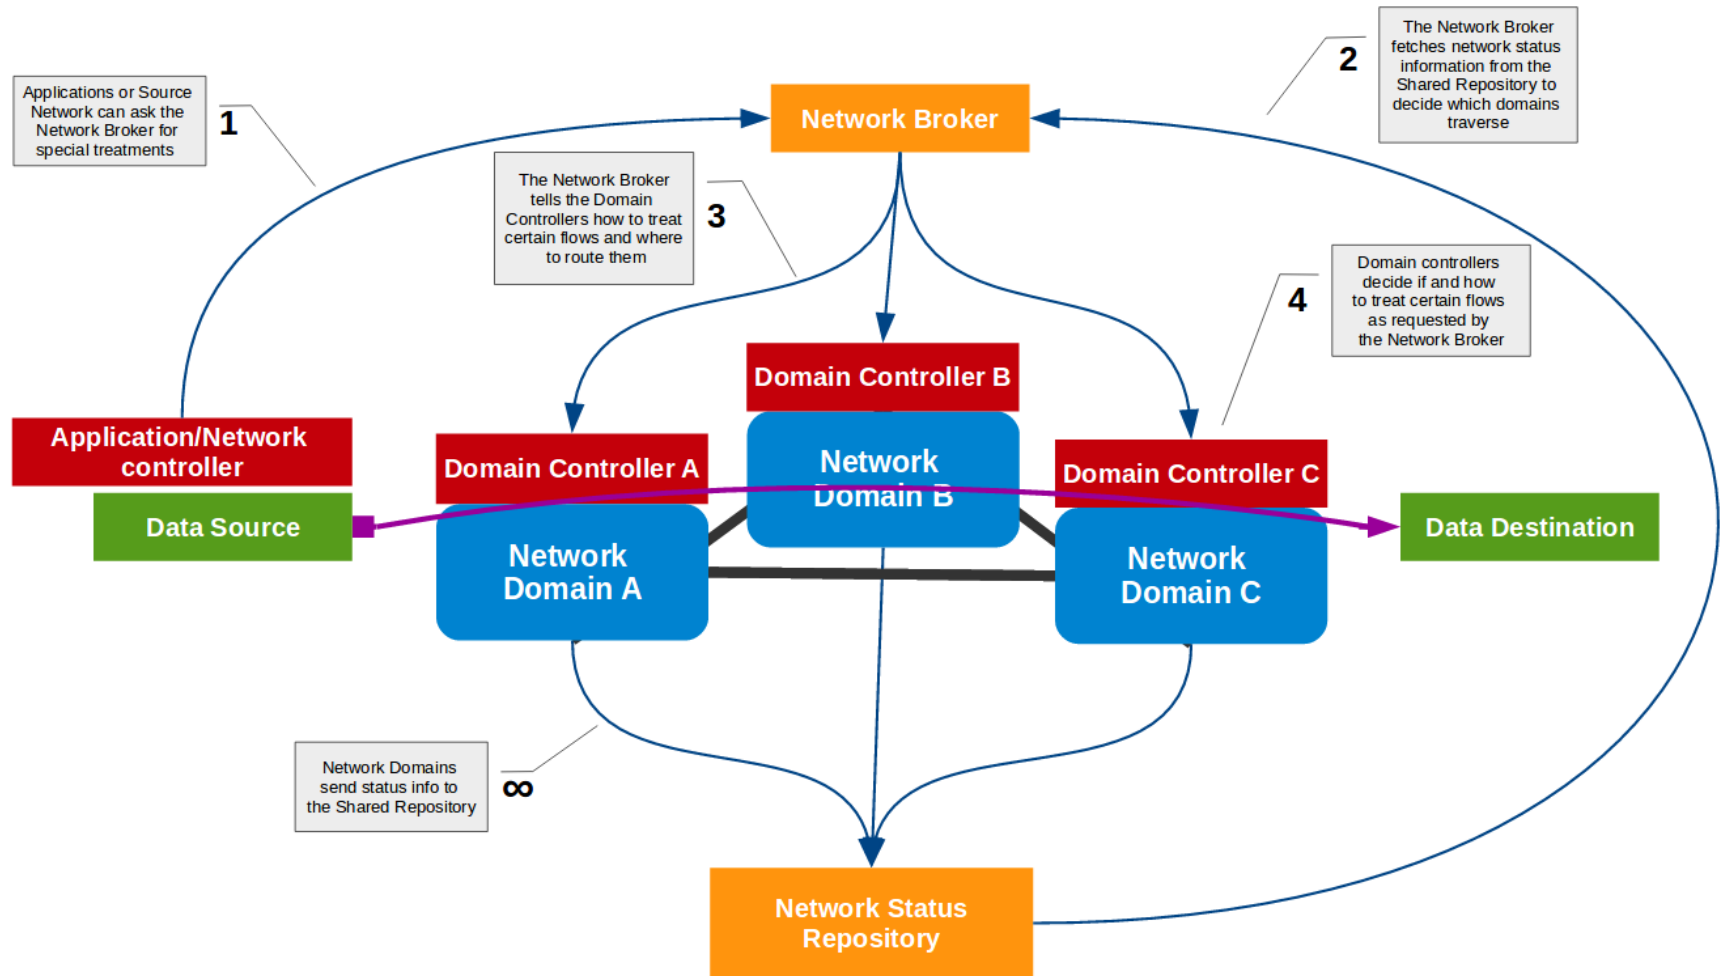 The Network Broker
fetches network status
information from the
Shared Repository to
decide which domains
traverse
2
Applications or Source
Network can ask the
Network Broker for
special treatments
1
Network Broker
The Network Broker
tells the Domain
Controllers how to treat
certain flows and where
to route them
3
Domain controllers
decide if and how
to treat certain flows
as requested by
the Network Broker
4
Domain Controller B
Application/Network
controller
Domain Controller A
Network
Domain B
Domain Controller C
Data Source
Data Destination
Network
Domain A
Network
Domain C
Network Domains
send status info to
the Shared Repository
∞
Network Status
Repository